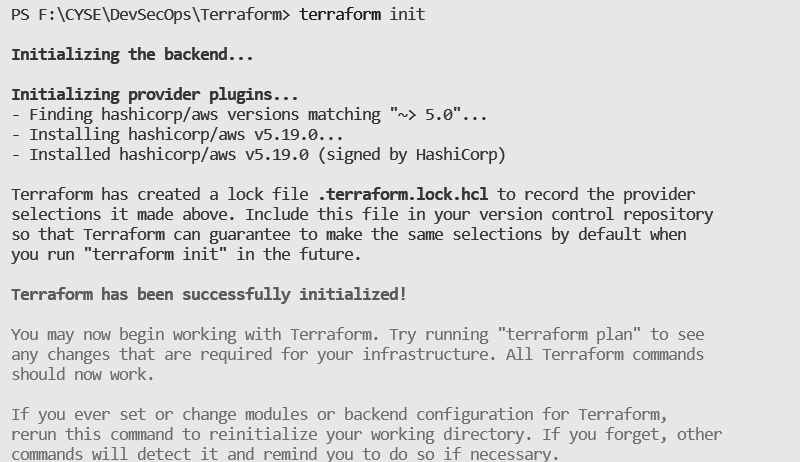 PS F:\CYSE\DevSecOps\Terraform> terraform init
Initializing the backend...
Initializing provider plugins...
- Finding hashicorp/aws versions matching "~> 5.0"...
- Installing hashicorp/aws v5.19.0...
- Installed hashicorp/aws v5.19.0 (signed by HashiCorp)
Terraform has created a lock file .terraform.lock.hcl to record the provider
selections it made above. Include this file in your version control repository
so that Terraform can guarantee to make the same selections by default when
you run "terraform init" in the future.
Terraform has been successfully initialized!
You may now begin working with Terraform. Try running "terraform plan" to see
any changes that are required for your infrastructure. All Terraform commands
should now work.
If you ever set or change modules or backend configuration for Terraform,
rerun this command to reinitialize your working directory. If you forget, other
commands will detect it and remind you to do so if necessary.